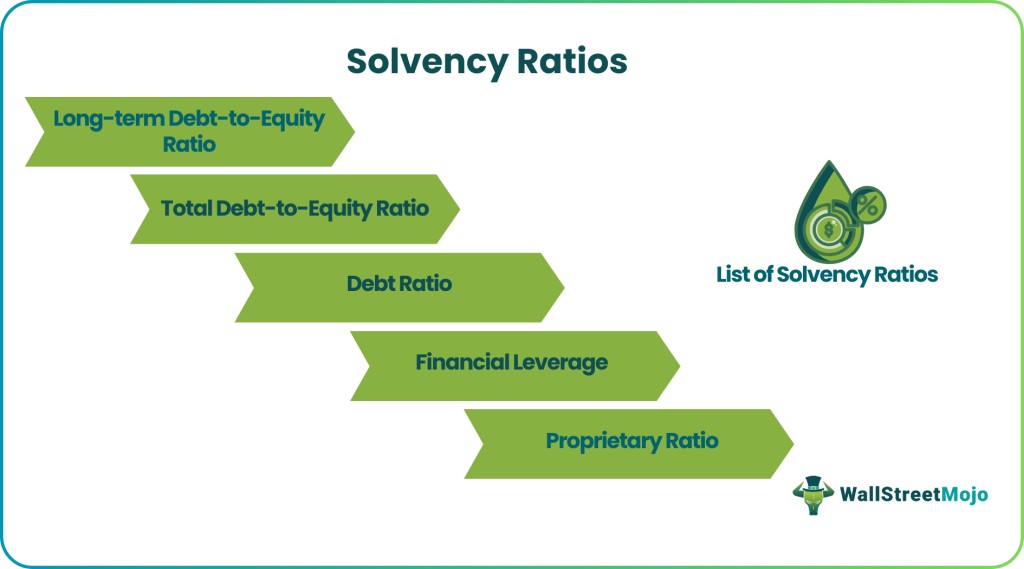 Solvency Ratios
Long-term Debt-to-Equity
Ratio
Total Debt-to-Equity Ratio
Debt Ratio
Financial Leverage
Proprietary Ratio
%
$
List of Solvency Ratios
WallStreetMojo